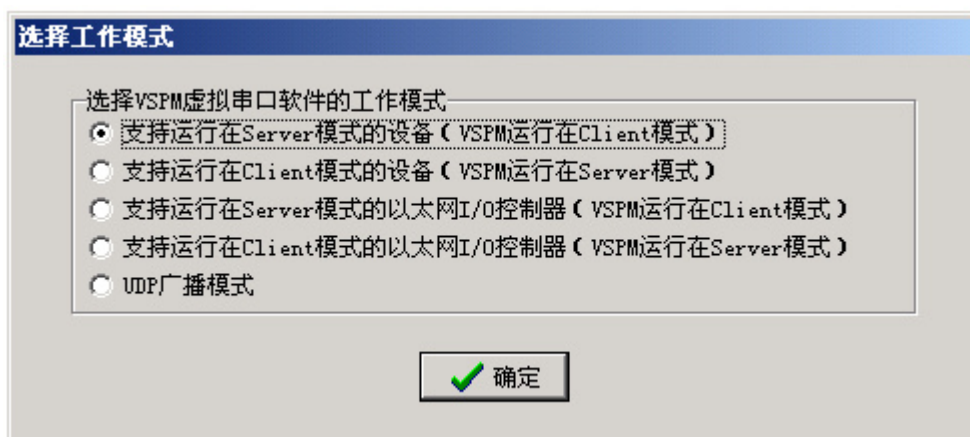 选择工作模式
选择VSPM虚拟串口软件的工作模式
支持运行在Server模式的设备(VSPM运行在Client模式)
支持运行在Client模式的设备(VSPM运行在Server模式)
支持运行在Server模式的以太网I/O控制器(VSPM运行在Client模式)
支持运行在Client模式的以太网I/O控制器(VSPM运行在Server模式)
UDP广播模式
确定